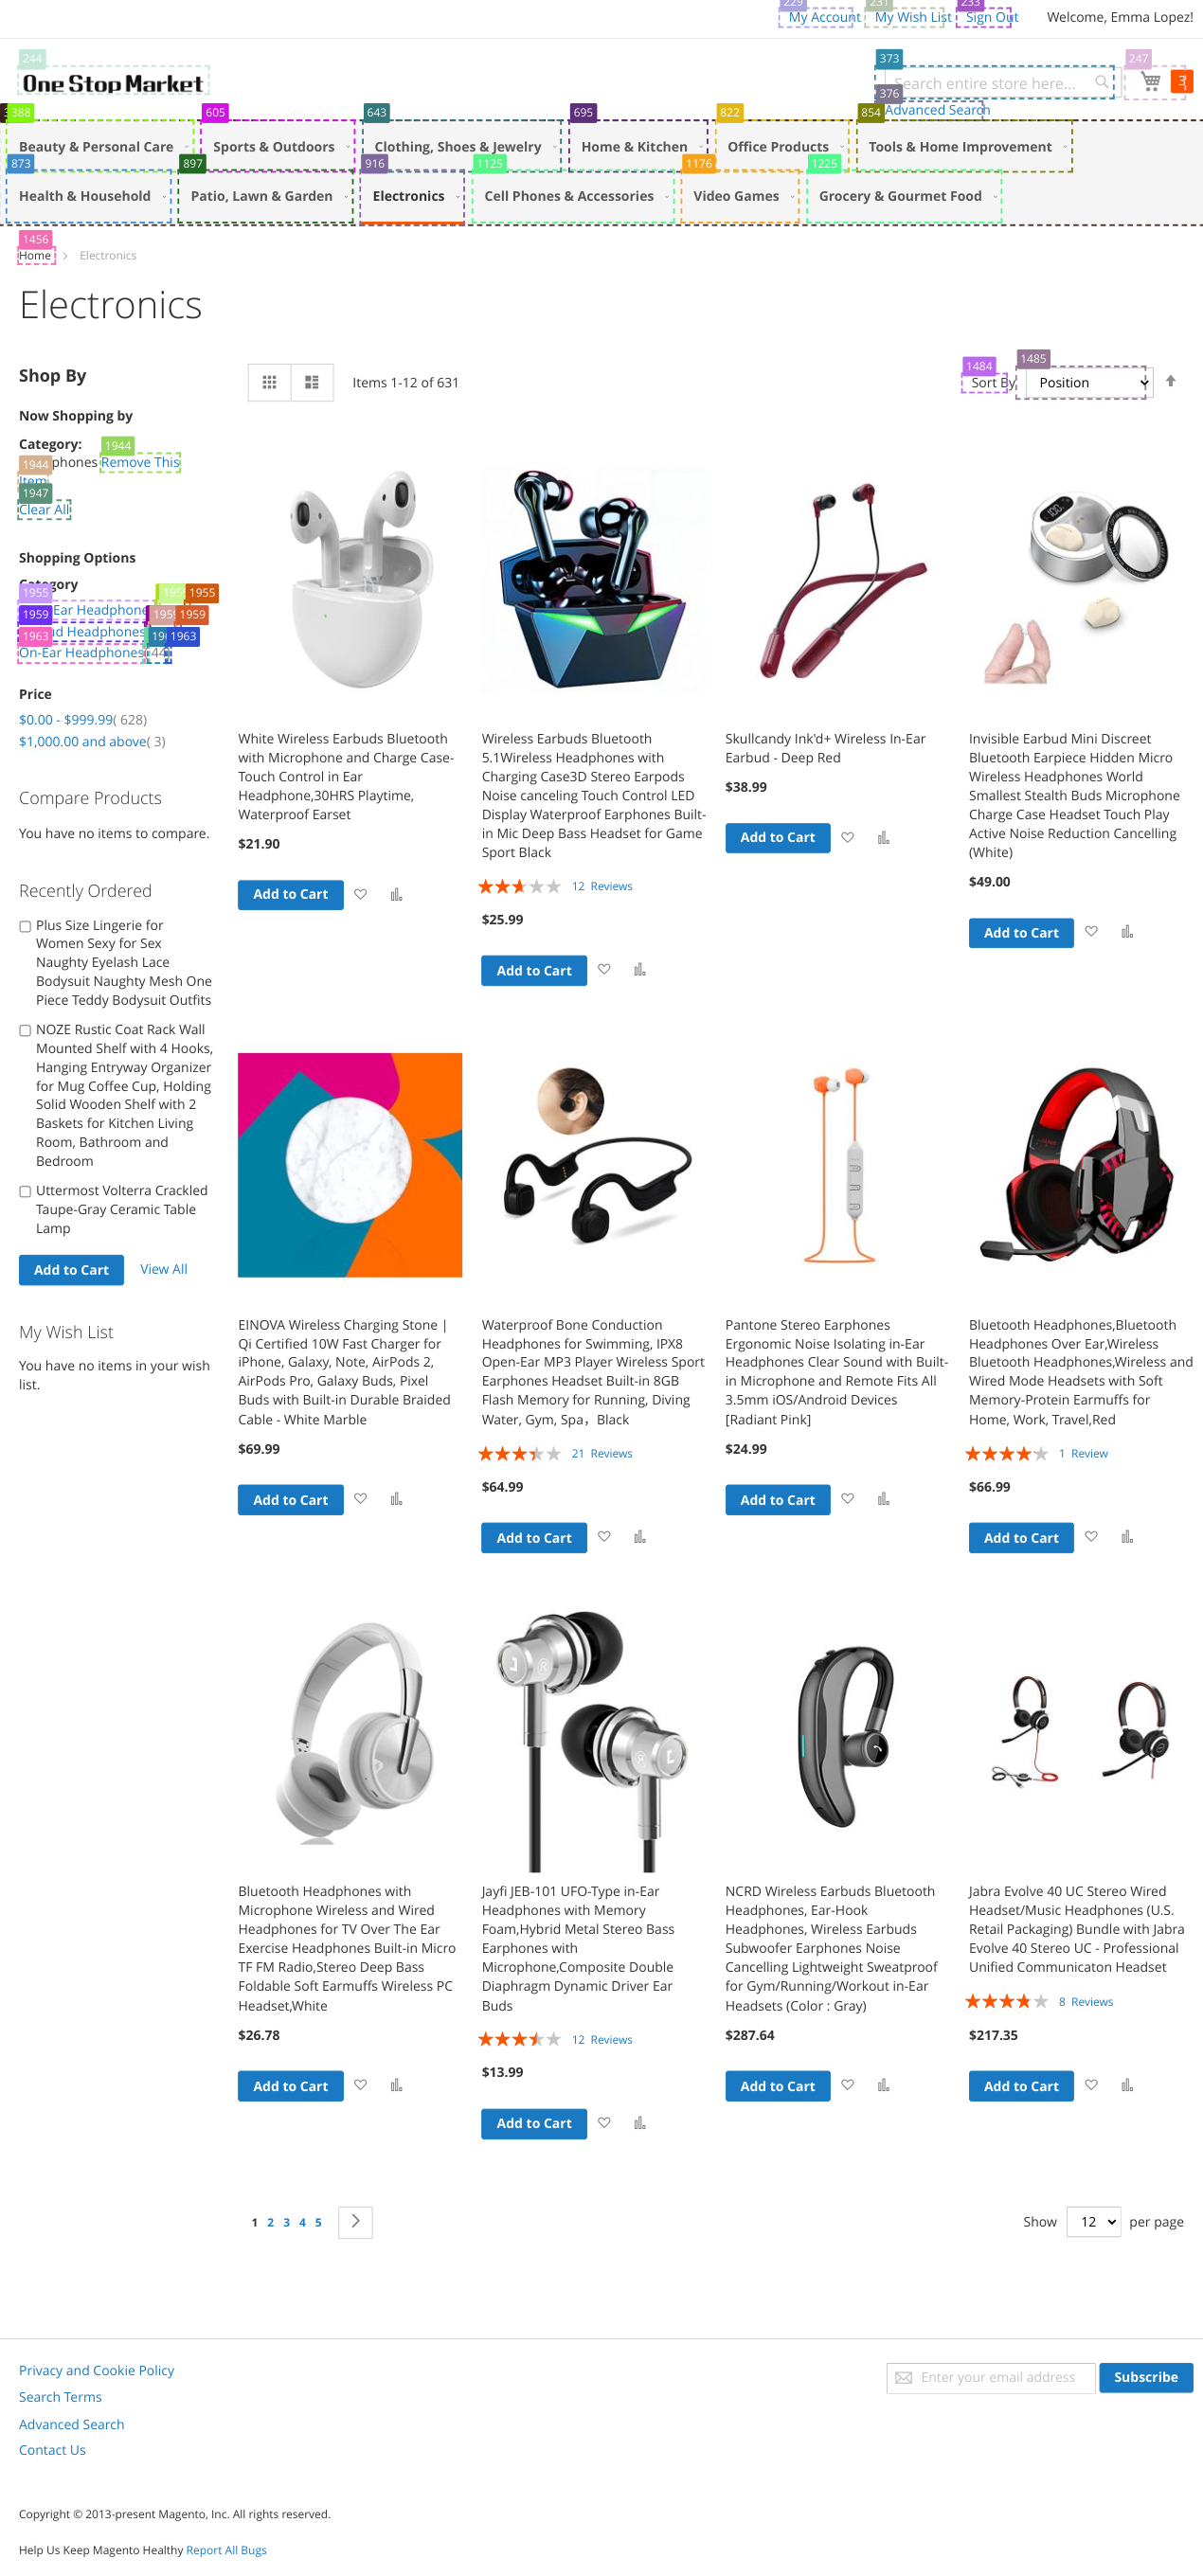 229
231
233
My Account
My Wish List
Sign Out
Welcome, Emma Lopez!
244
One Stop Market
373
Search entire store here...
376
Advanced Search
247
3
388
605
643
695
822
854
Beauty & Personal Care
Sports & Outdoors
Clothing, Shoes & Jewelry
Home & Kitchen
Office Products
Tools & Home Improvement
873
897
916
1125
1176
1225
Health & Household
Patio, Lawn & Garden
Electronics
Cell Phones & Accessories
Video Games
Grocery & Gourmet Food
1456
Home
Electronics
Electronics
Shop By
Items 1-12 of 631
1484
Sort By
1485
Position
Now Shopping by
Category:
1944
phones Remove This
1944
Item
1947
Clear All
Shopping Options
Category
1955
1955
Ear Headphone
1959
1959
d Headphones
1963
1963
On-Ear Headphones( 44
Price
$0.00 - $999.99( 628)
$1,000.00 and above( 3)
Compare Products
You have no items to compare.
Recently Ordered
Plus Size Lingerie for
Women Sexy for Sex
Naughty Eyelash Lace
Bodysuit Naughty Mesh One
Piece Teddy Bodysuit Outfits
NOZE Rustic Coat Rack Wall
Mounted Shelf with 4 Hooks,
Hanging Entryway Organizer
for Mug Coffee Cup, Holding
Solid Wooden Shelf with 2
Baskets for Kitchen Living
Room, Bathroom and
Bedroom
Uttermost Volterra Crackled
Taupe-Gray Ceramic Table
Lamp
Add to Cart
View All
My Wish List
You have no items in your wish
list.
White Wireless Earbuds Bluetooth
with Microphone and Charge Case-
Touch Control in Ear
Headphone,30HRS Playtime,
Waterproof Earset
$21.90
Add to Cart
Wireless Earbuds Bluetooth
5.1Wireless Headphones with
Charging Case3D Stereo Earpods
Noise canceling Touch Control LED
Display Waterproof Earphones Built-
in Mic Deep Bass Headset for Game
Sport Black
12 Reviews
$25.99
Add to Cart
Skullcandy Ink'd+ Wireless In-Ear
Earbud - Deep Red
$38.99
Add to Cart
Invisible Earbud Mini Discreet
Bluetooth Earpiece Hidden Micro
Wireless Headphones World
Smallest Stealth Buds Microphone
Charge Case Headset Touch Play
Active Noise Reduction Cancelling
(White)
$49.00
Add to Cart
EINOVA Wireless Charging Stone |
Qi Certified 10W Fast Charger for
iPhone, Galaxy, Note, AirPods 2,
AirPods Pro, Galaxy Buds, Pixel
Buds with Built-in Durable Braided
Cable - White Marble
$69.99
Add to Cart
Waterproof Bone Conduction
Headphones for Swimming, IPX8
Open-Ear MP3 Player Wireless Sport
Earphones Headset Built-in 8GB
Flash Memory for Running, Diving
Water, Gym, Spa，Black
21 Reviews
$64.99
Add to Cart
Pantone Stereo Earphones
Ergonomic Noise Isolating in-Ear
Headphones Clear Sound with Built-
in Microphone and Remote Fits All
3.5mm iOS/Android Devices
[Radiant Pink]
$24.99
Add to Cart
Bluetooth Headphones,Bluetooth
Headphones Over Ear,Wireless
Bluetooth Headphones,Wireless and
Wired Mode Headsets with Soft
Memory-Protein Earmuffs for
Home, Work, Travel,Red
1 Review
$66.99
Add to Cart
Bluetooth Headphones with
Microphone Wireless and Wired
Headphones for TV Over The Ear
Exercise Headphones Built-in Micro
TF FM Radio,Stereo Deep Bass
Foldable Soft Earmuffs Wireless PC
Headset,White
$26.78
Add to Cart
Jayfi JEB-101 UFO-Type in-Ear
Headphones with Memory
Foam,Hybrid Metal Stereo Bass
Earphones with
Microphone,Composite Double
Diaphragm Dynamic Driver Ear
Buds
12 Reviews
$13.99
Add to Cart
NCRD Wireless Earbuds Bluetooth
Headphones, Ear-Hook
Headphones, Wireless Earbuds
Subwoofer Earphones Noise
Cancelling Lightweight Sweatproof
for Gym/Running/Workout in-Ear
Headsets (Color : Gray)
$287.64
Add to Cart
Jabra Evolve 40 UC Stereo Wired
Headset/Music Headphones (U.S.
Retail Packaging) Bundle with Jabra
Evolve 40 Stereo UC - Professional
Unified Communicaton Headset
8 Reviews
$217.35
Add to Cart
1 2 3 4 5
Show 12 per page
Privacy and Cookie Policy
Search Terms
Advanced Search
Contact Us
Enter your email address
Subscribe
Copyright © 2013-present Magento, Inc. All rights reserved.
Help Us Keep Magento Healthy Report All Bugs